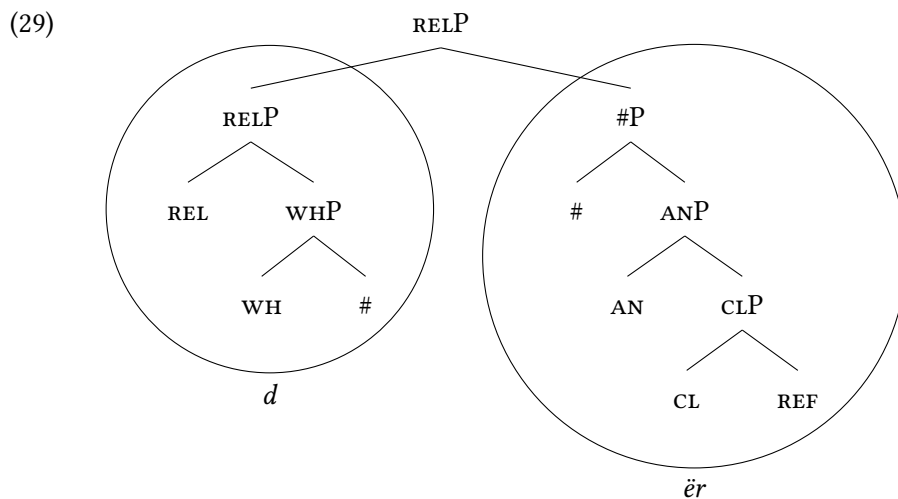 (29) RELP
RELP #P
REL WHP # ANP
WH # AN CLP
d CL REF
ër